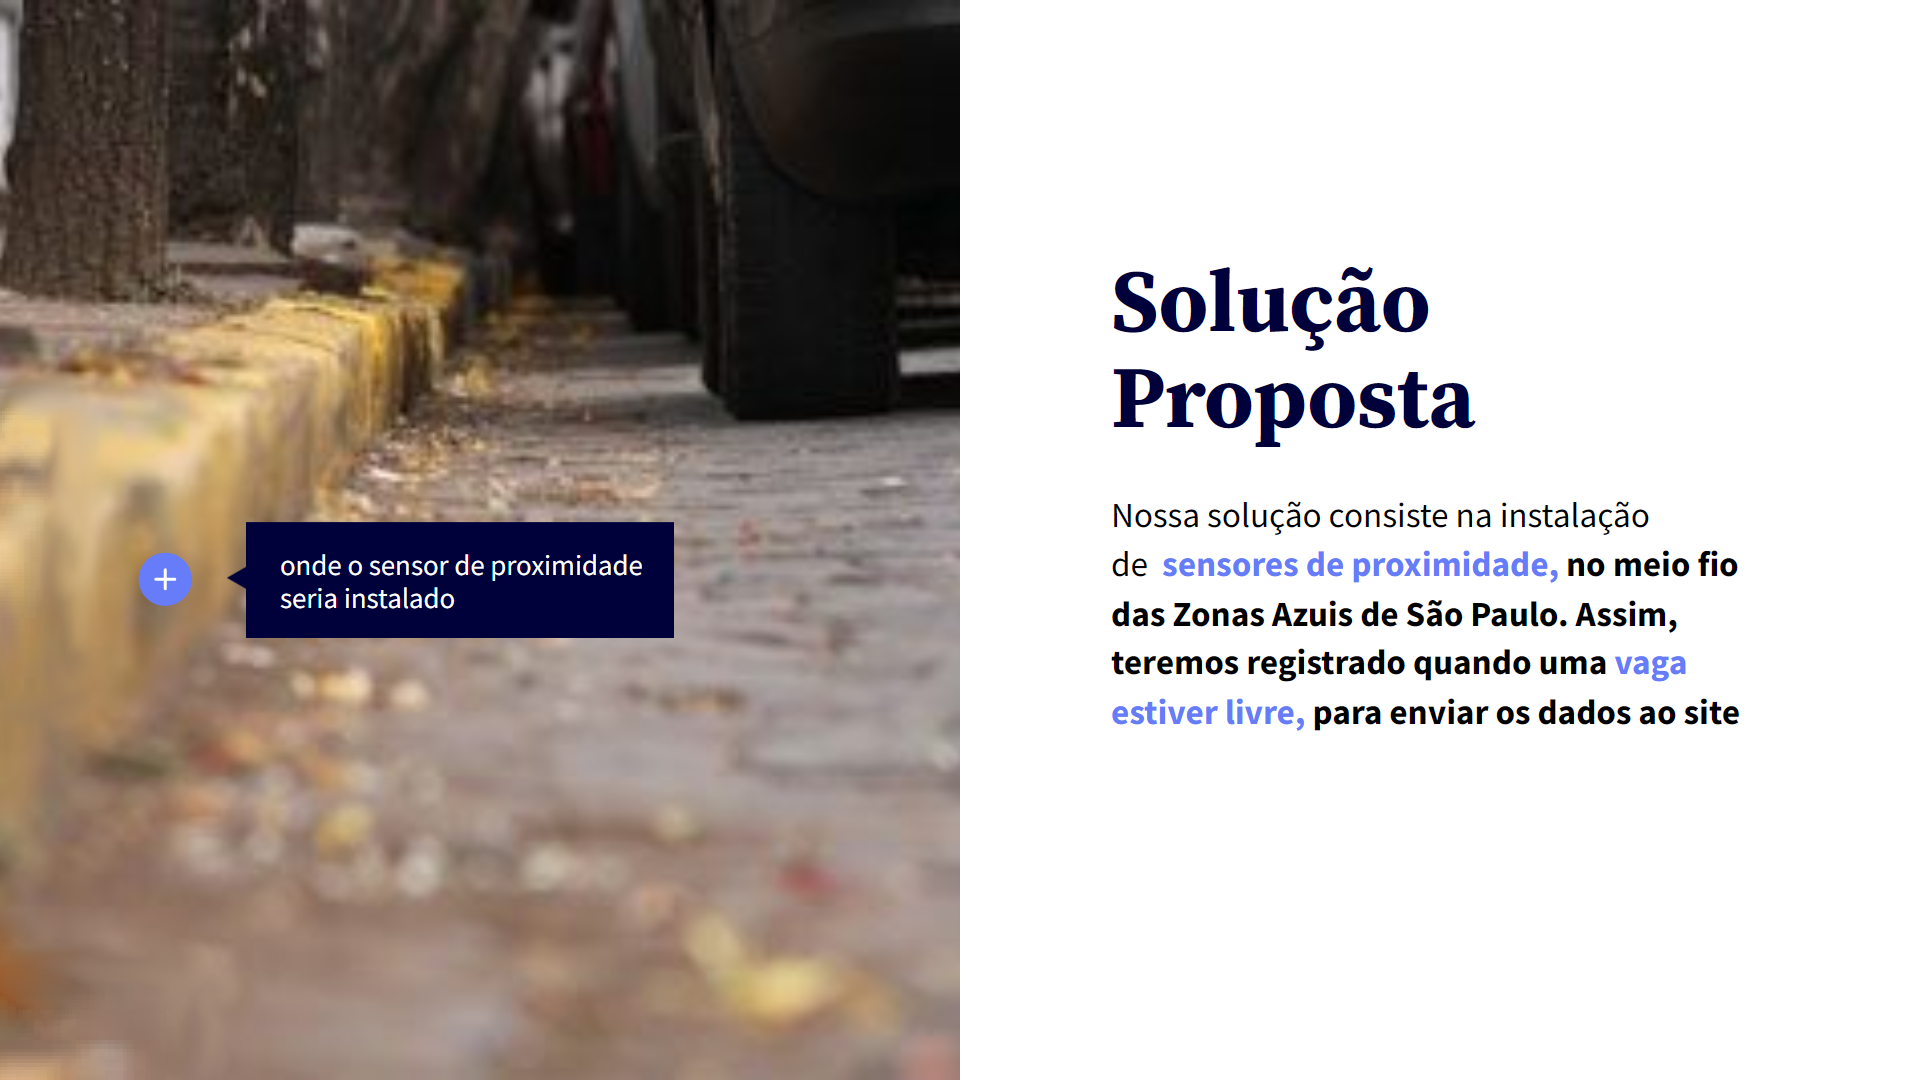 onde o sensor de proximidade
seria instalado
Solução
Proposta
Nossa solução consiste na instalação
de sensores de proximidade, no meio fio
das Zonas Azuis de São Paulo. Assim,
teremos registrado quando uma vaga
estiver livre, para enviar os dados ao site